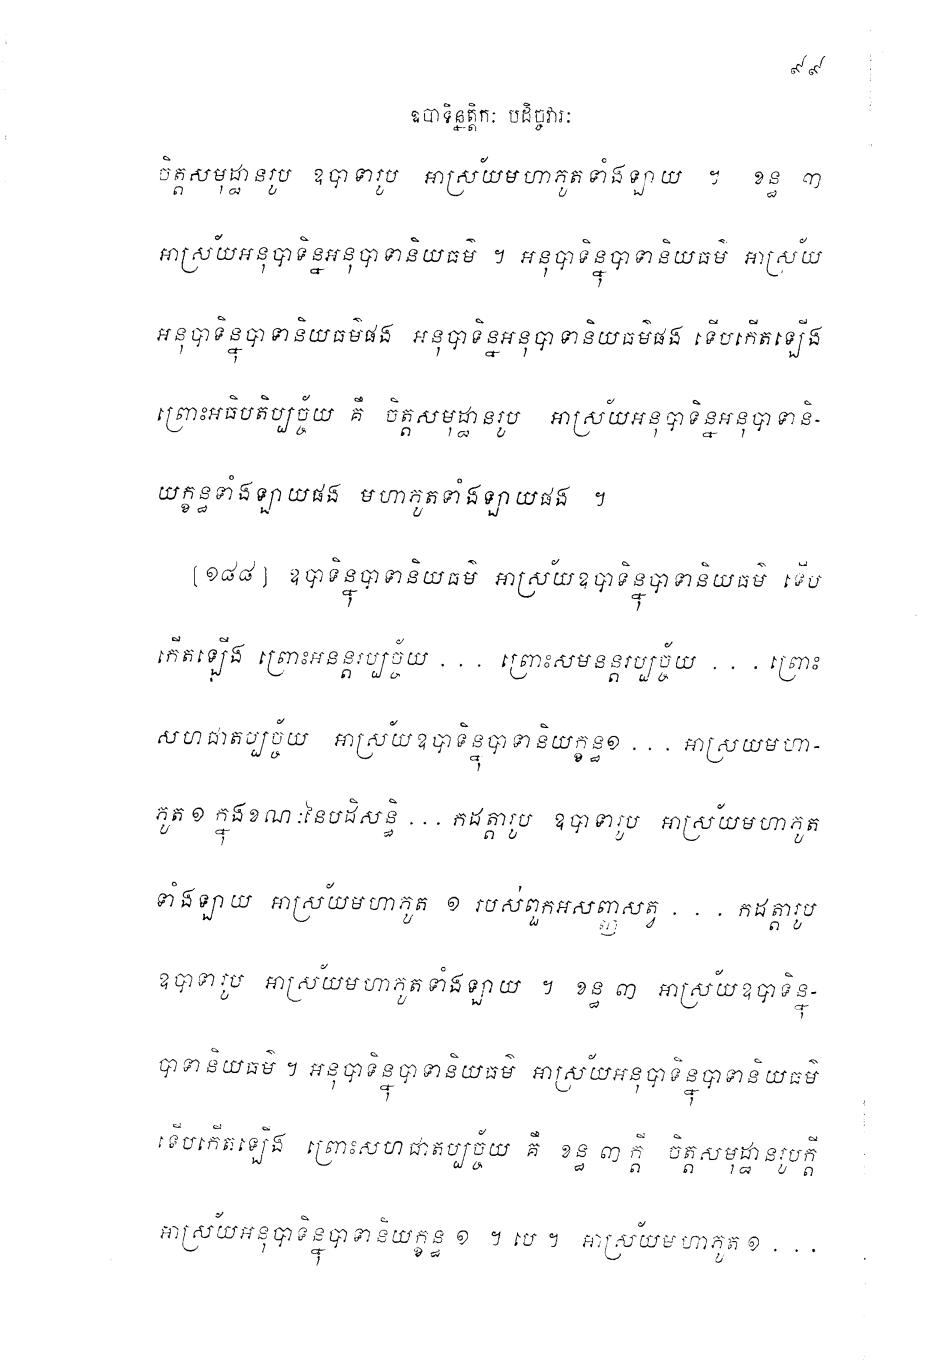 ៩៩
ឧបាទិន្នត្តិកៈ បដិច្ចវារៈ
ចិត្តសមុដ្ឋានរូប ឧបាទារូប អាស្រ័យមហាភូតទាំងឡាយ ។ ខន្ធ ៣
អាស្រ័យអនុបាទិន្នអនុបាទានិយធម៌ ។ អនុបាទិន្នុបាទានិយធម៌ អាស្រ័យ
អនុបាទិន្នុបាទានិយធម៌ផង អនុបាទិន្នអនុបាទានិយធម៌ផង ទើបកើតឡើង
ព្រោះអធិបតិប្បច្ច័យ គឺ ចិត្តសមុដ្ឋានរូប អាស្រ័យអនុបាទិន្នអនុបាទានិ-
យក្ខន្ធទាំងឡាយផង មហាភូតទាំងឡាយផង ។
[១៨៨] ឧបាទិន្នុបាទានិយធម៌ អាស្រ័យឧបាទិន្នុបាទានិយធម៌ ទើប
កើតឡើង ព្រោះអនន្តរប្បច្ច័យ . . . ព្រោះសមនន្តរប្បច្ច័យ . . . ព្រោះ
សហជាតប្បច្ច័យ អាស្រ័យឧបាទិន្នុបាទានិយក្ខន្ធ១ . . . អាស្រយមហា-
ភូត ១ ក្នុងខណៈនៃបដិសន្ធិ . . . កដត្តារូប ឧបាទារូប អាស្រ័យមហាភូត
ទាំងឡាយ អាស្រ័យមហាភូត ១ របស់ពួកអសញ្ញសត្វ . . . កដត្តារូប
ឧបាទារូប អាស្រ័យមហាភូតទាំងឡាយ ។ ខន្ធ ៣ អាស្រ័យឧបាទិន្នុ-
បាទានិយធម៌ ។ អនុបាទិន្នុបាទានិយធម៌ អាស្រ័យអនុបាទិន្នុបាទានិយធម៌
ទើបកើតឡើង ព្រោះសហជាតប្បច្ច័យ គឺ ខន្ធ ៣ ក្តី ចិត្តសមុដ្ឋានរូបក្តី
អាស្រ័យអនុបាទិន្នុបាទានិយក្ខន្ធ ១ ។ បេ ។ អាស្រ័យមហាភូត ១ . . .